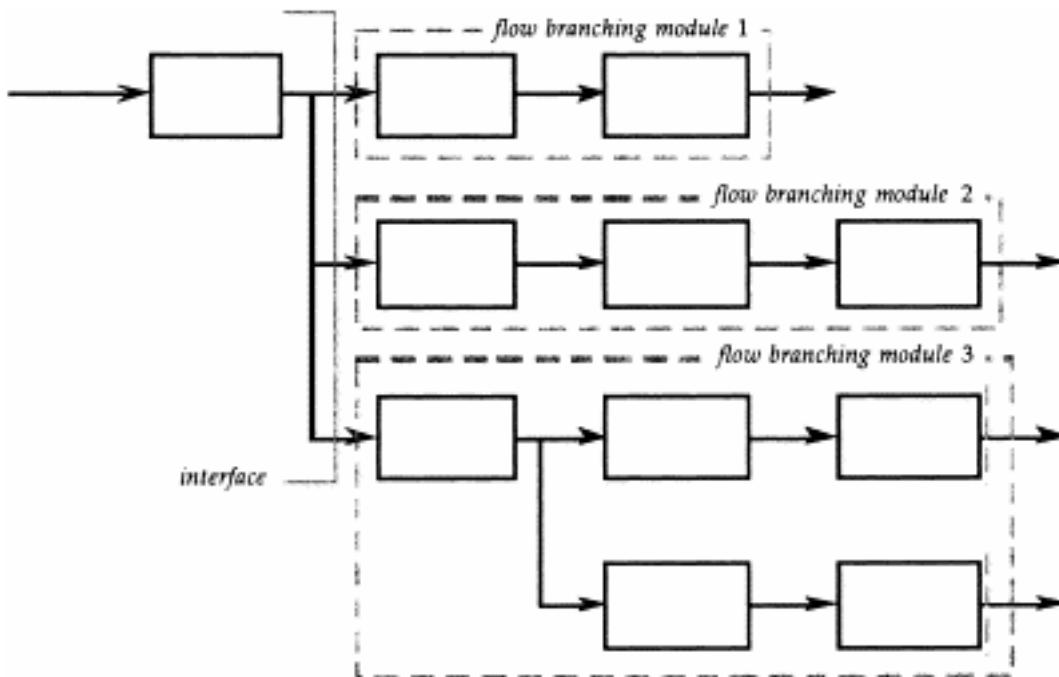 flow branching module 1
flow branching module 2
flow branching module 3
interface